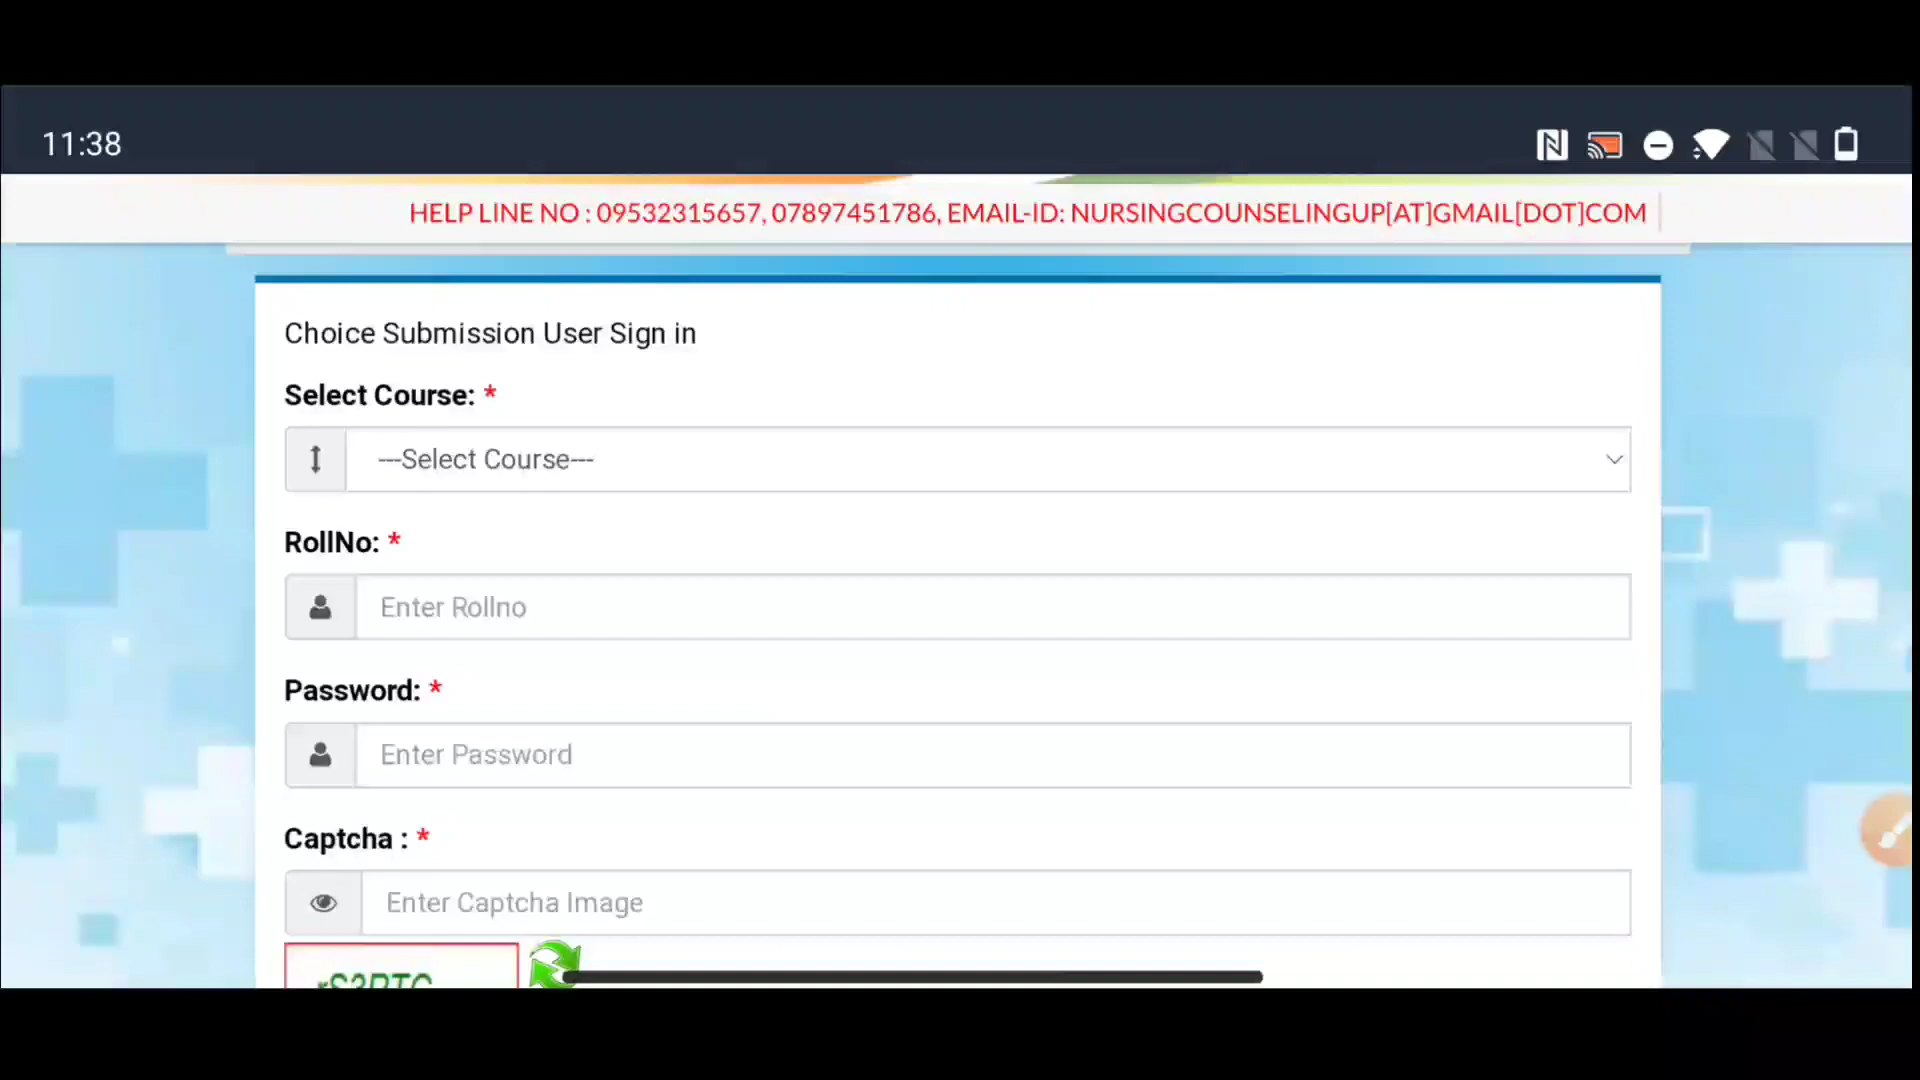 11:38
HELP LINE NO : 09532315657, 07897451786, EMAIL-ID: NURSINGCOUNSELINGUP[AT]GMAIL[DOT]COM
Choice Submission User Sign in
Select Course: *
---Select Course---
RollNo: *
Enter Rollno
Password: *
Enter Password
Captcha : *
Enter Captcha Image